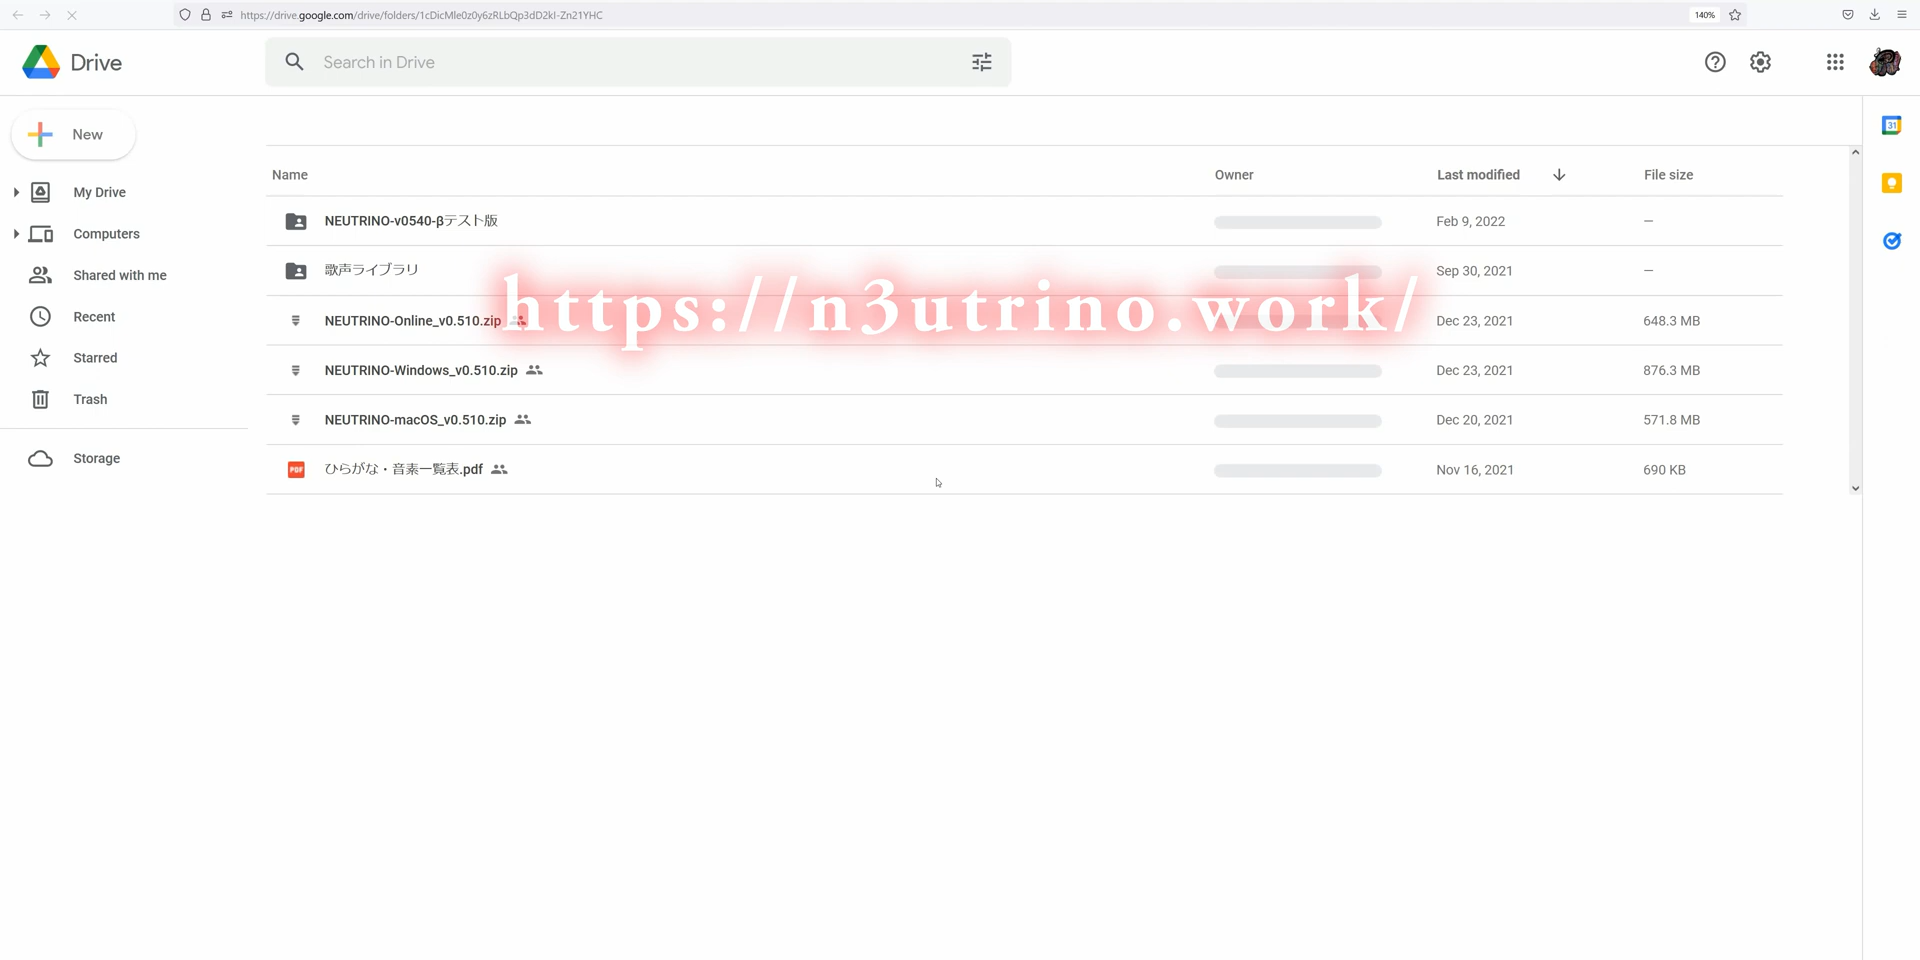 https://drive.google.com/drive/folders/1cDicMle0z0y6zRLbQp3dD2kI-Zn21YHC
140%
Drive
Search in Drive
31
New
My Drive
Computers
Shared with me
Recent
Starred
Trash
Storage
Name Owner Last modified File size
NEUTRINO-v0540-βテスト版 Feb 9, 2022 —
歌声ライブラリ Sep 30, 2021 —
https://n3utrino.work/
NEUTRINO-Online_v0.510.zip Dec 23, 2021 648.3 MB
NEUTRINO-Windows_v0.510.zip Dec 23, 2021 876.3 MB
NEUTRINO-macOS_v0.510.zip Dec 20, 2021 571.8 MB
PDF ひらがな・音素一覧表.pdf Nov 16, 2021 690 KB